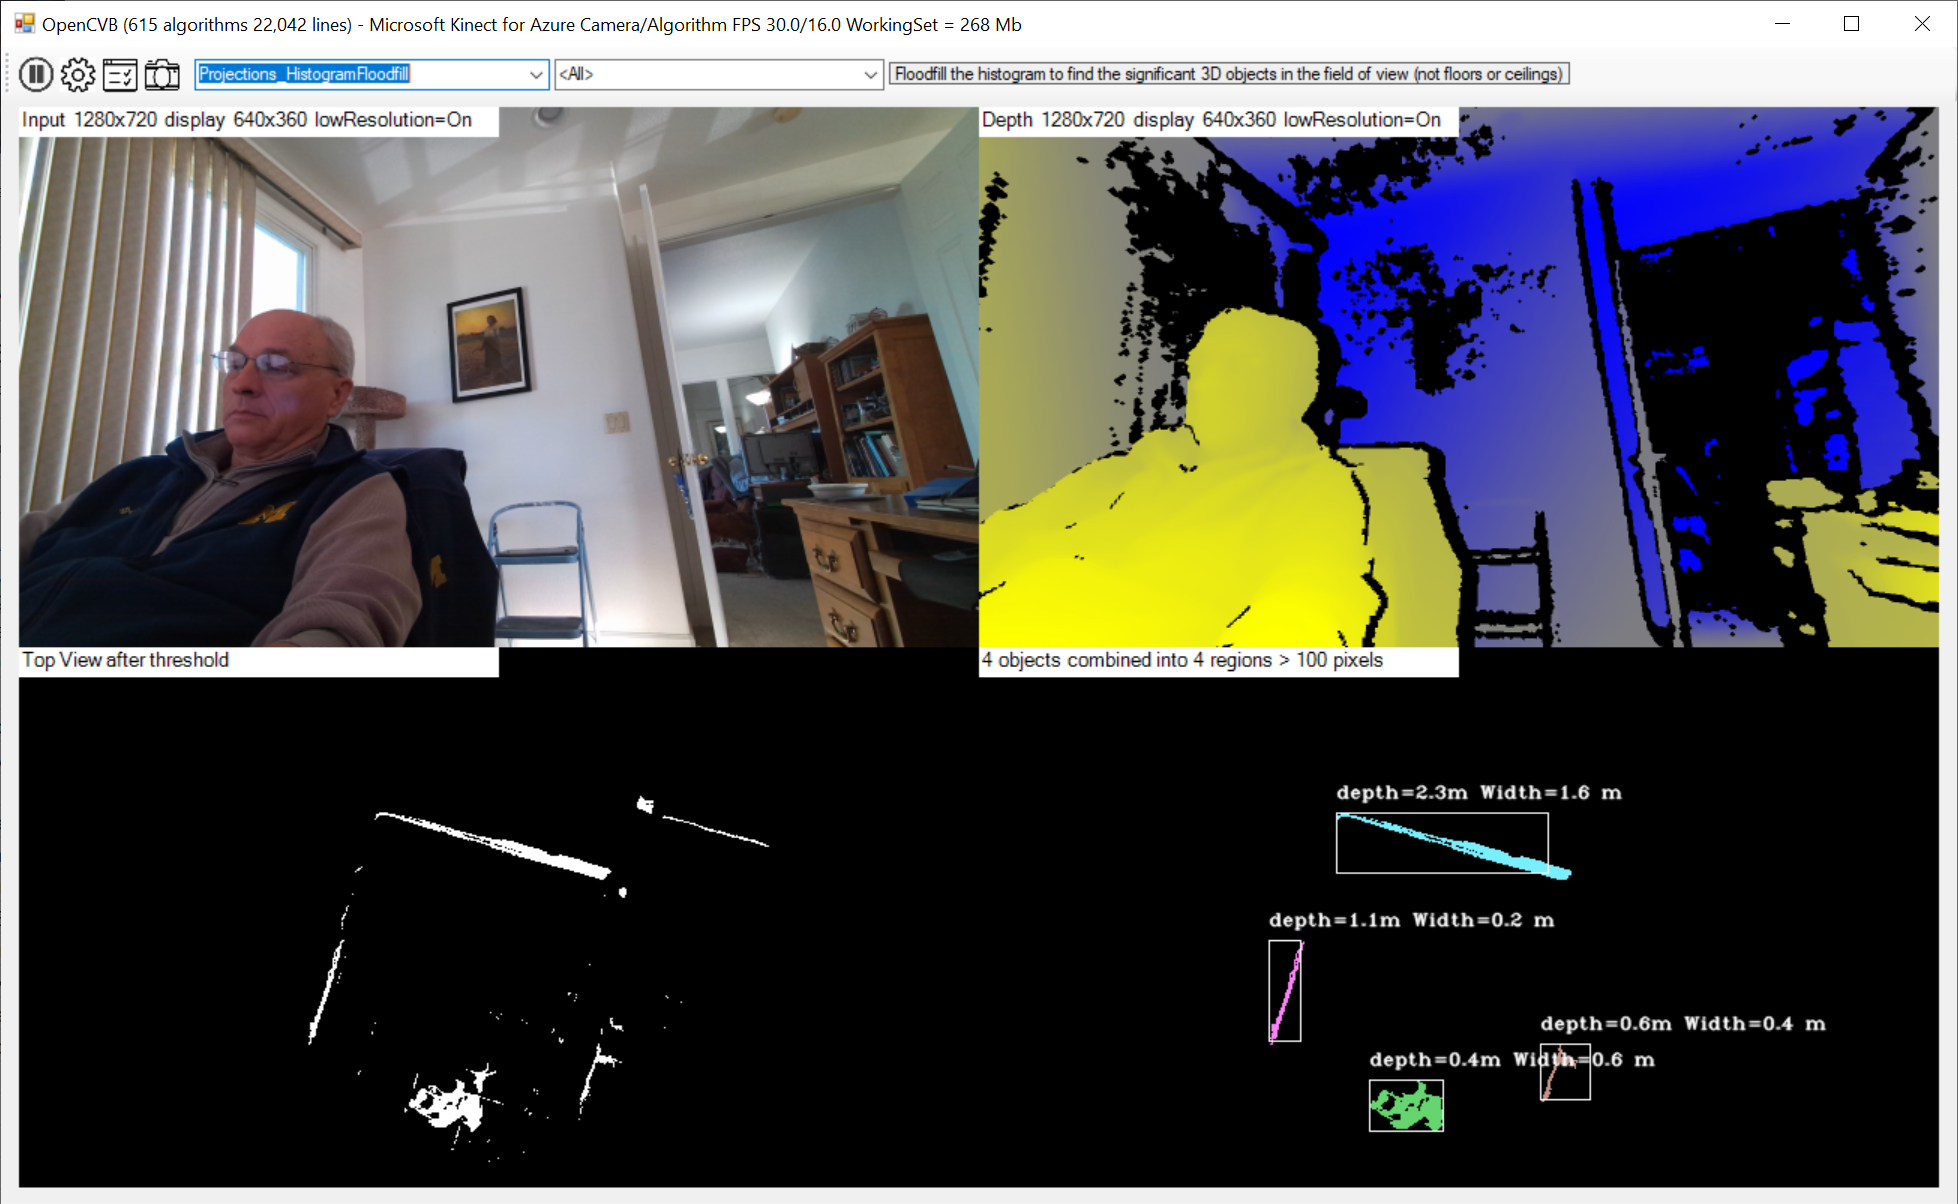 OpenCVB (615 algorithms 22,042 lines) - Microsoft Kinect for Azure Camera/Algorithm FPS 30.0/16.0 WorkingSet = 268 Mb
Projections_HistogramFloodfill
<All>
Floodfill the histogram to find the significant 3D objects in the field of view (not floors or ceilings)
Input 1280x720 display 640x360 lowResolution=On
Depth 1280x720 display 640x360 lowResolution=On
M
M
Top View after threshold
4 objects combined into 4 regions > 100 pixels
depth=2.3m Width=1.6 m
depth=1.1m Width=0.2 m
depth=0.6m Width=0.4 m
depth=0.4m Width=0.6 m